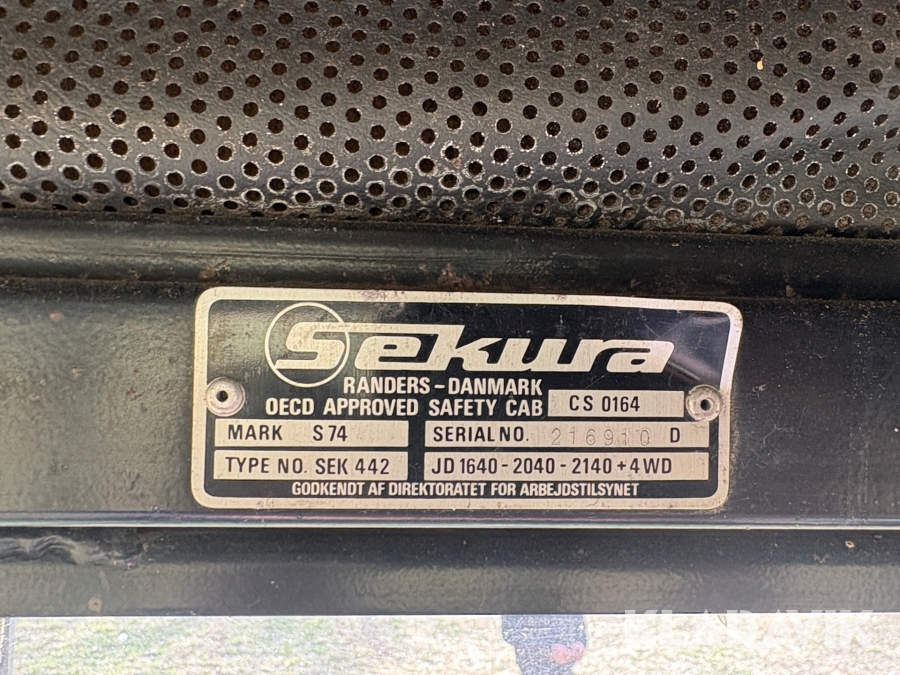 Sekura
RANDERS-DANMARK
OECD APPROVED SAFETY CAB CS 0164
MARK S 74 SERIAL NO. 216910 D
TYPE NO. SEK 442 JD 1640-2040-2140+4WD
GODKENDT AF DIREKTORATET FOR ARBEJDSTILSYNET